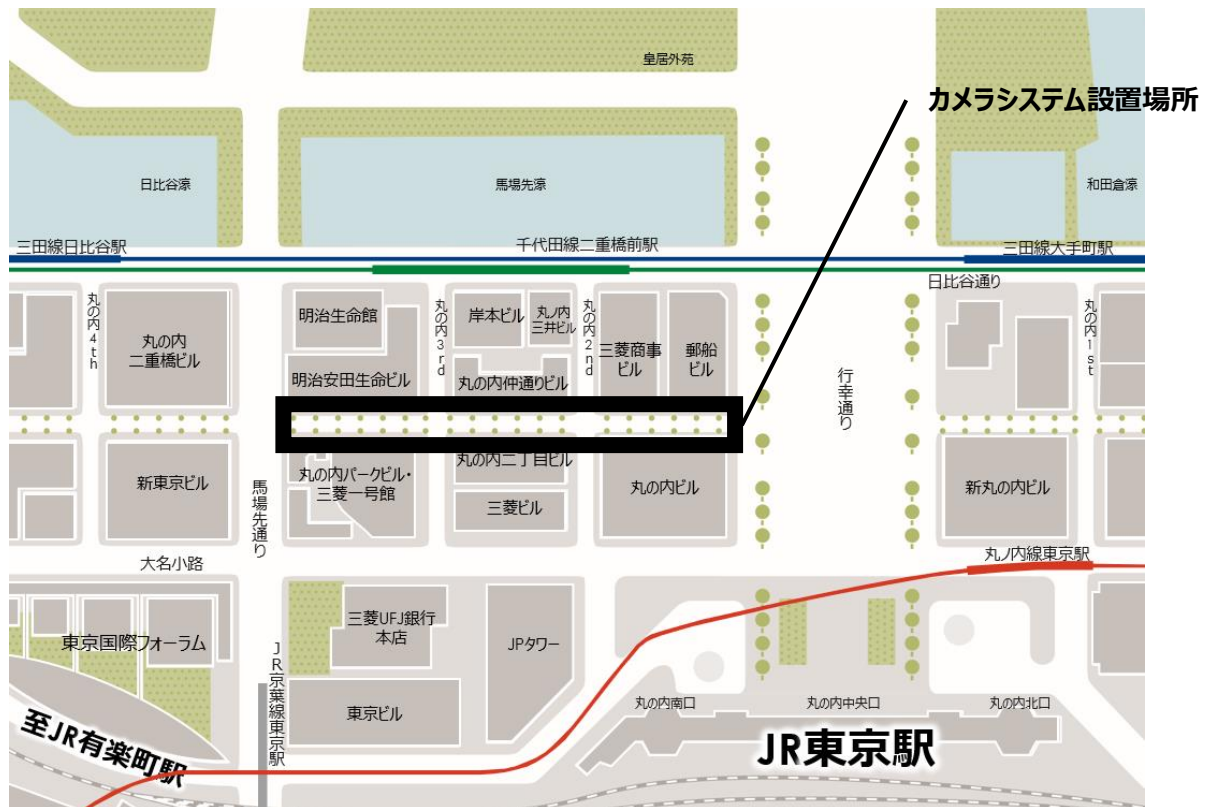 皇居外苑
カメラシステム設置場所
日比谷濠
馬場先濠
和田倉濠
三田線日比谷駅
千代田線二重橋前駅
三田線大手町駅
日比谷通り
丸の内4th
丸の内
二重橋ビル
明治生命館
明治安田生命ビル
丸の内3rd
岸本ビル
丸ノ内
三井ビル
丸の内仲通りビル
丸の内2nd
三菱商事
ビル
郵船
ビル
行幸通り
丸の内1st
新東京ビル
馬場先通り
丸の内パークビル・
三菱一号館
丸の内二丁目ビル
三菱ビル
丸の内ビル
新丸の内ビル
大名小路
丸ノ内線東京駅
東京国際フォーラム
JR京葉線東京駅
三菱UFJ銀行
本店
JPタワー
東京ビル
丸の内南口
丸の内中央口
丸の内北口
至JR有楽町駅
JR東京駅